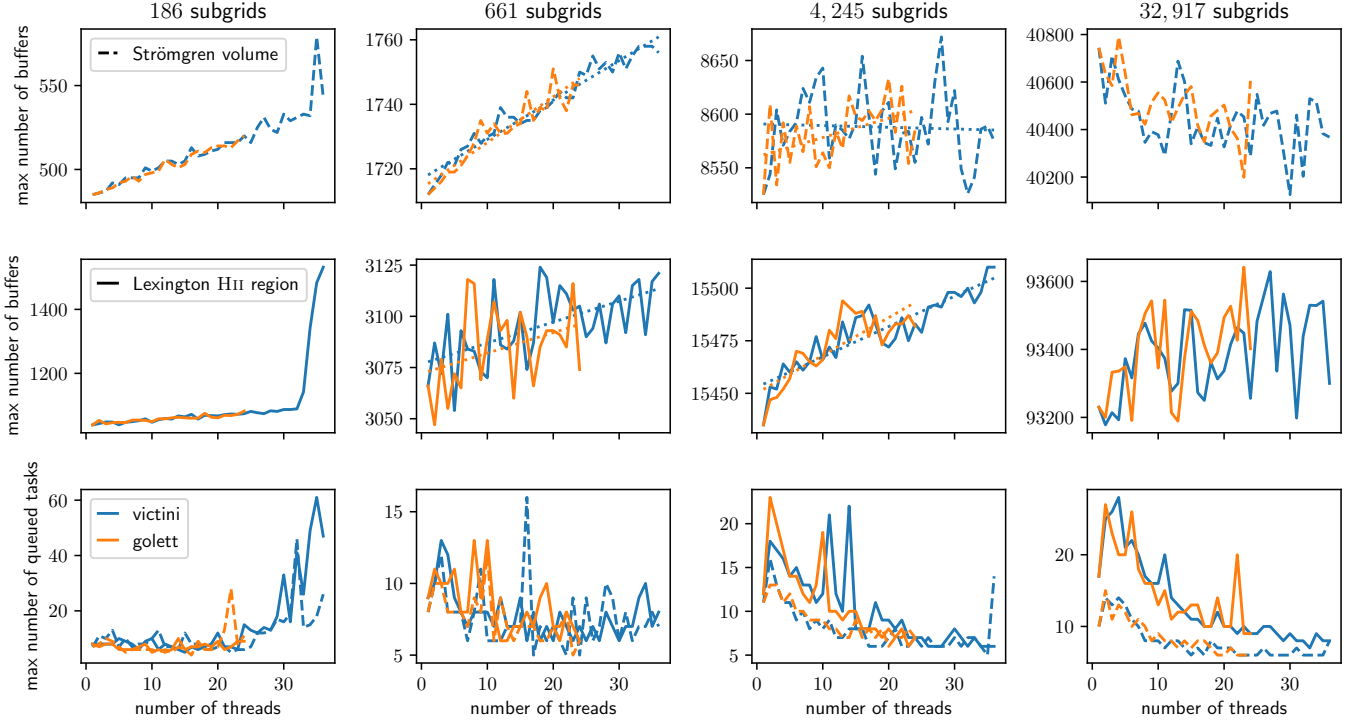 186 subgrids
661 subgrids
4, 245 subgrids
32, 917 subgrids
max number of buffers
550
500
Strömgren volume
1760
1740
1720
8650
8600
8550
40800
40600
40400
40200
max number of buffers
1400
1200
Lexington HII region
3125
3100
3075
3050
15500
15450
93600
93400
93200
max number of queued tasks
60
40
20
victini
golett
15
10
5
20
15
10
5
20
10
0 10 20 30
0 10 20 30
0 10 20 30
0 10 20 30
number of threads
number of threads
number of threads
number of threads